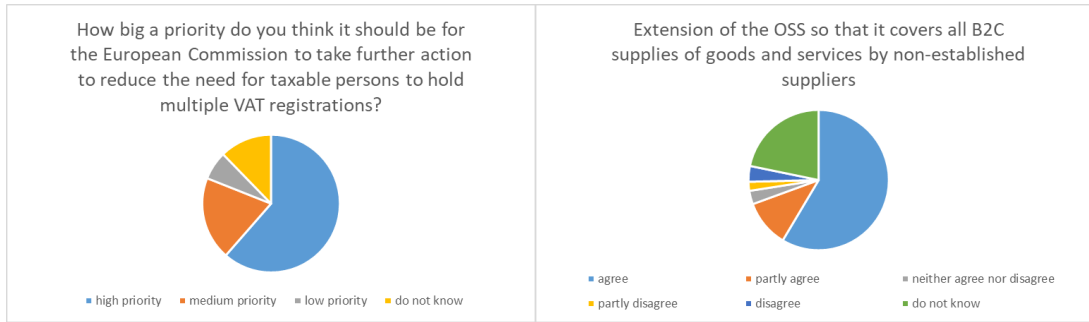 How big a priority do you think it should be for
the European Commission to take further action
to reduce the need for taxable persons to hold
multiple VAT registrations?
high priority medium priority low priority do not know
Extension of the OSS so that it covers all B2C
supplies of goods and services by non-established
suppliers
agree partly agree neither agree nor disagree
partly disagree disagree do not know